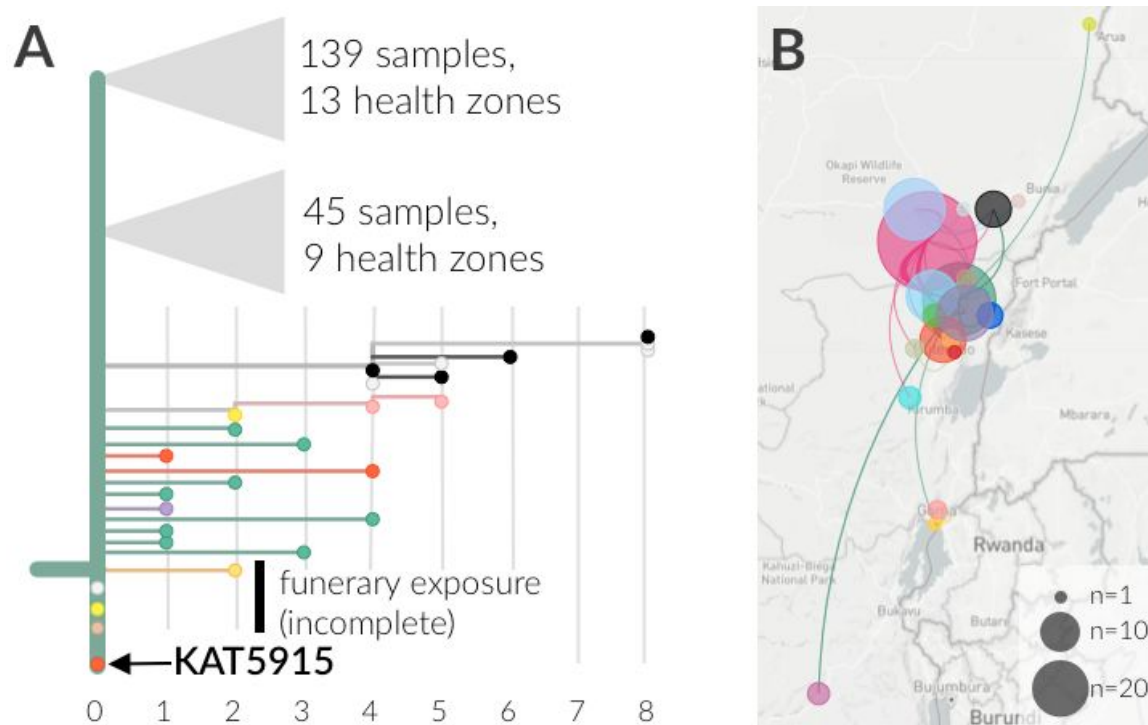 A
139 samples,
13 health zones
45 samples,
9 health zones
funerary exposure
(incomplete)
KAT5915
0 1 2 3 4 5 6 7 8
B
Arua
Okapi Wildlife
Reserve
Bunia
Fort Portal
Kasese
Mbarara
Goma
Rwanda
Kahuzi-Biega
National Park
Bukavu
Bujumbura
Burundi
n=1
n=10
n=20